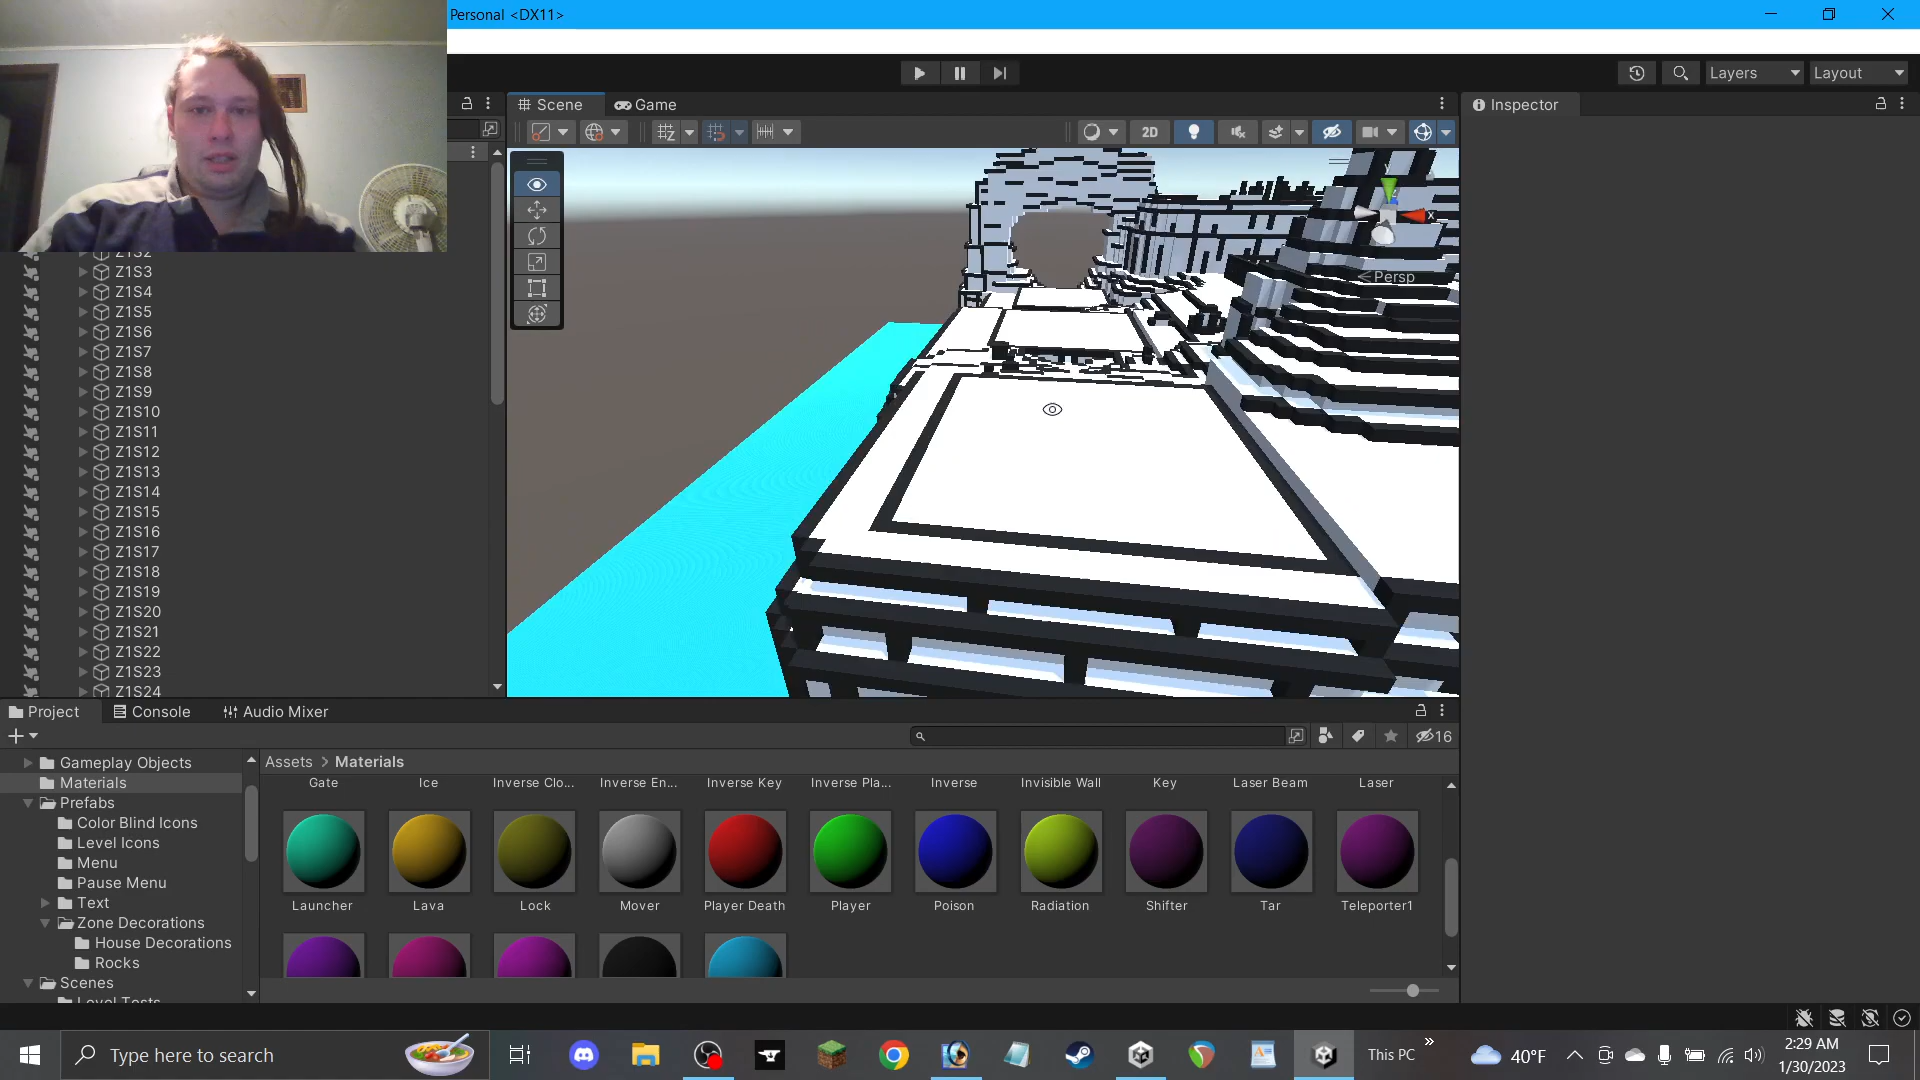 Personal <DX11>
Layers
Layout
Scene
Game
Inspector
2D
Y
X
Persp
Z1S2
Z1S3
Z1S4
Z1S5
Z1S6
Z1S7
Z1S8
Z1S9
Z1S10
Z1S11
Z1S12
Z1S13
Z1S14
Z1S15
Z1S16
Z1S17
Z1S18
Z1S19
Z1S20
Z1S21
Z1S22
Z1S23
Z1S24
Project
Console
Audio Mixer
16
Gameplay Objects
Materials
Prefabs
Color Blind Icons
Level Icons
Menu
Pause Menu
Text
Zone Decorations
House Decorations
Rocks
Scenes
Level Tests
Assets > Materials
Gate
Ice
Inverse Clo...
Inverse En...
Inverse Key
Inverse Pla...
Inverse
Invisible Wall
Key
Laser Beam
Laser
Launcher
Lava
Lock
Mover
Player Death
Player
Poison
Radiation
Shifter
Tar
Teleporter1
Type here to search
This PC
40°F
2:29 AM
1/30/2023